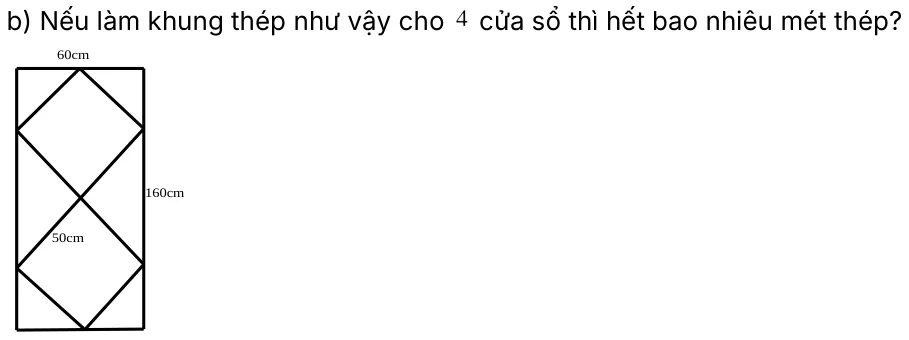 b) Nếu làm khung thép như vậy cho 4 cửa sổ thì hết bao nhiêu mét thép?
60cm
160cm
50cm